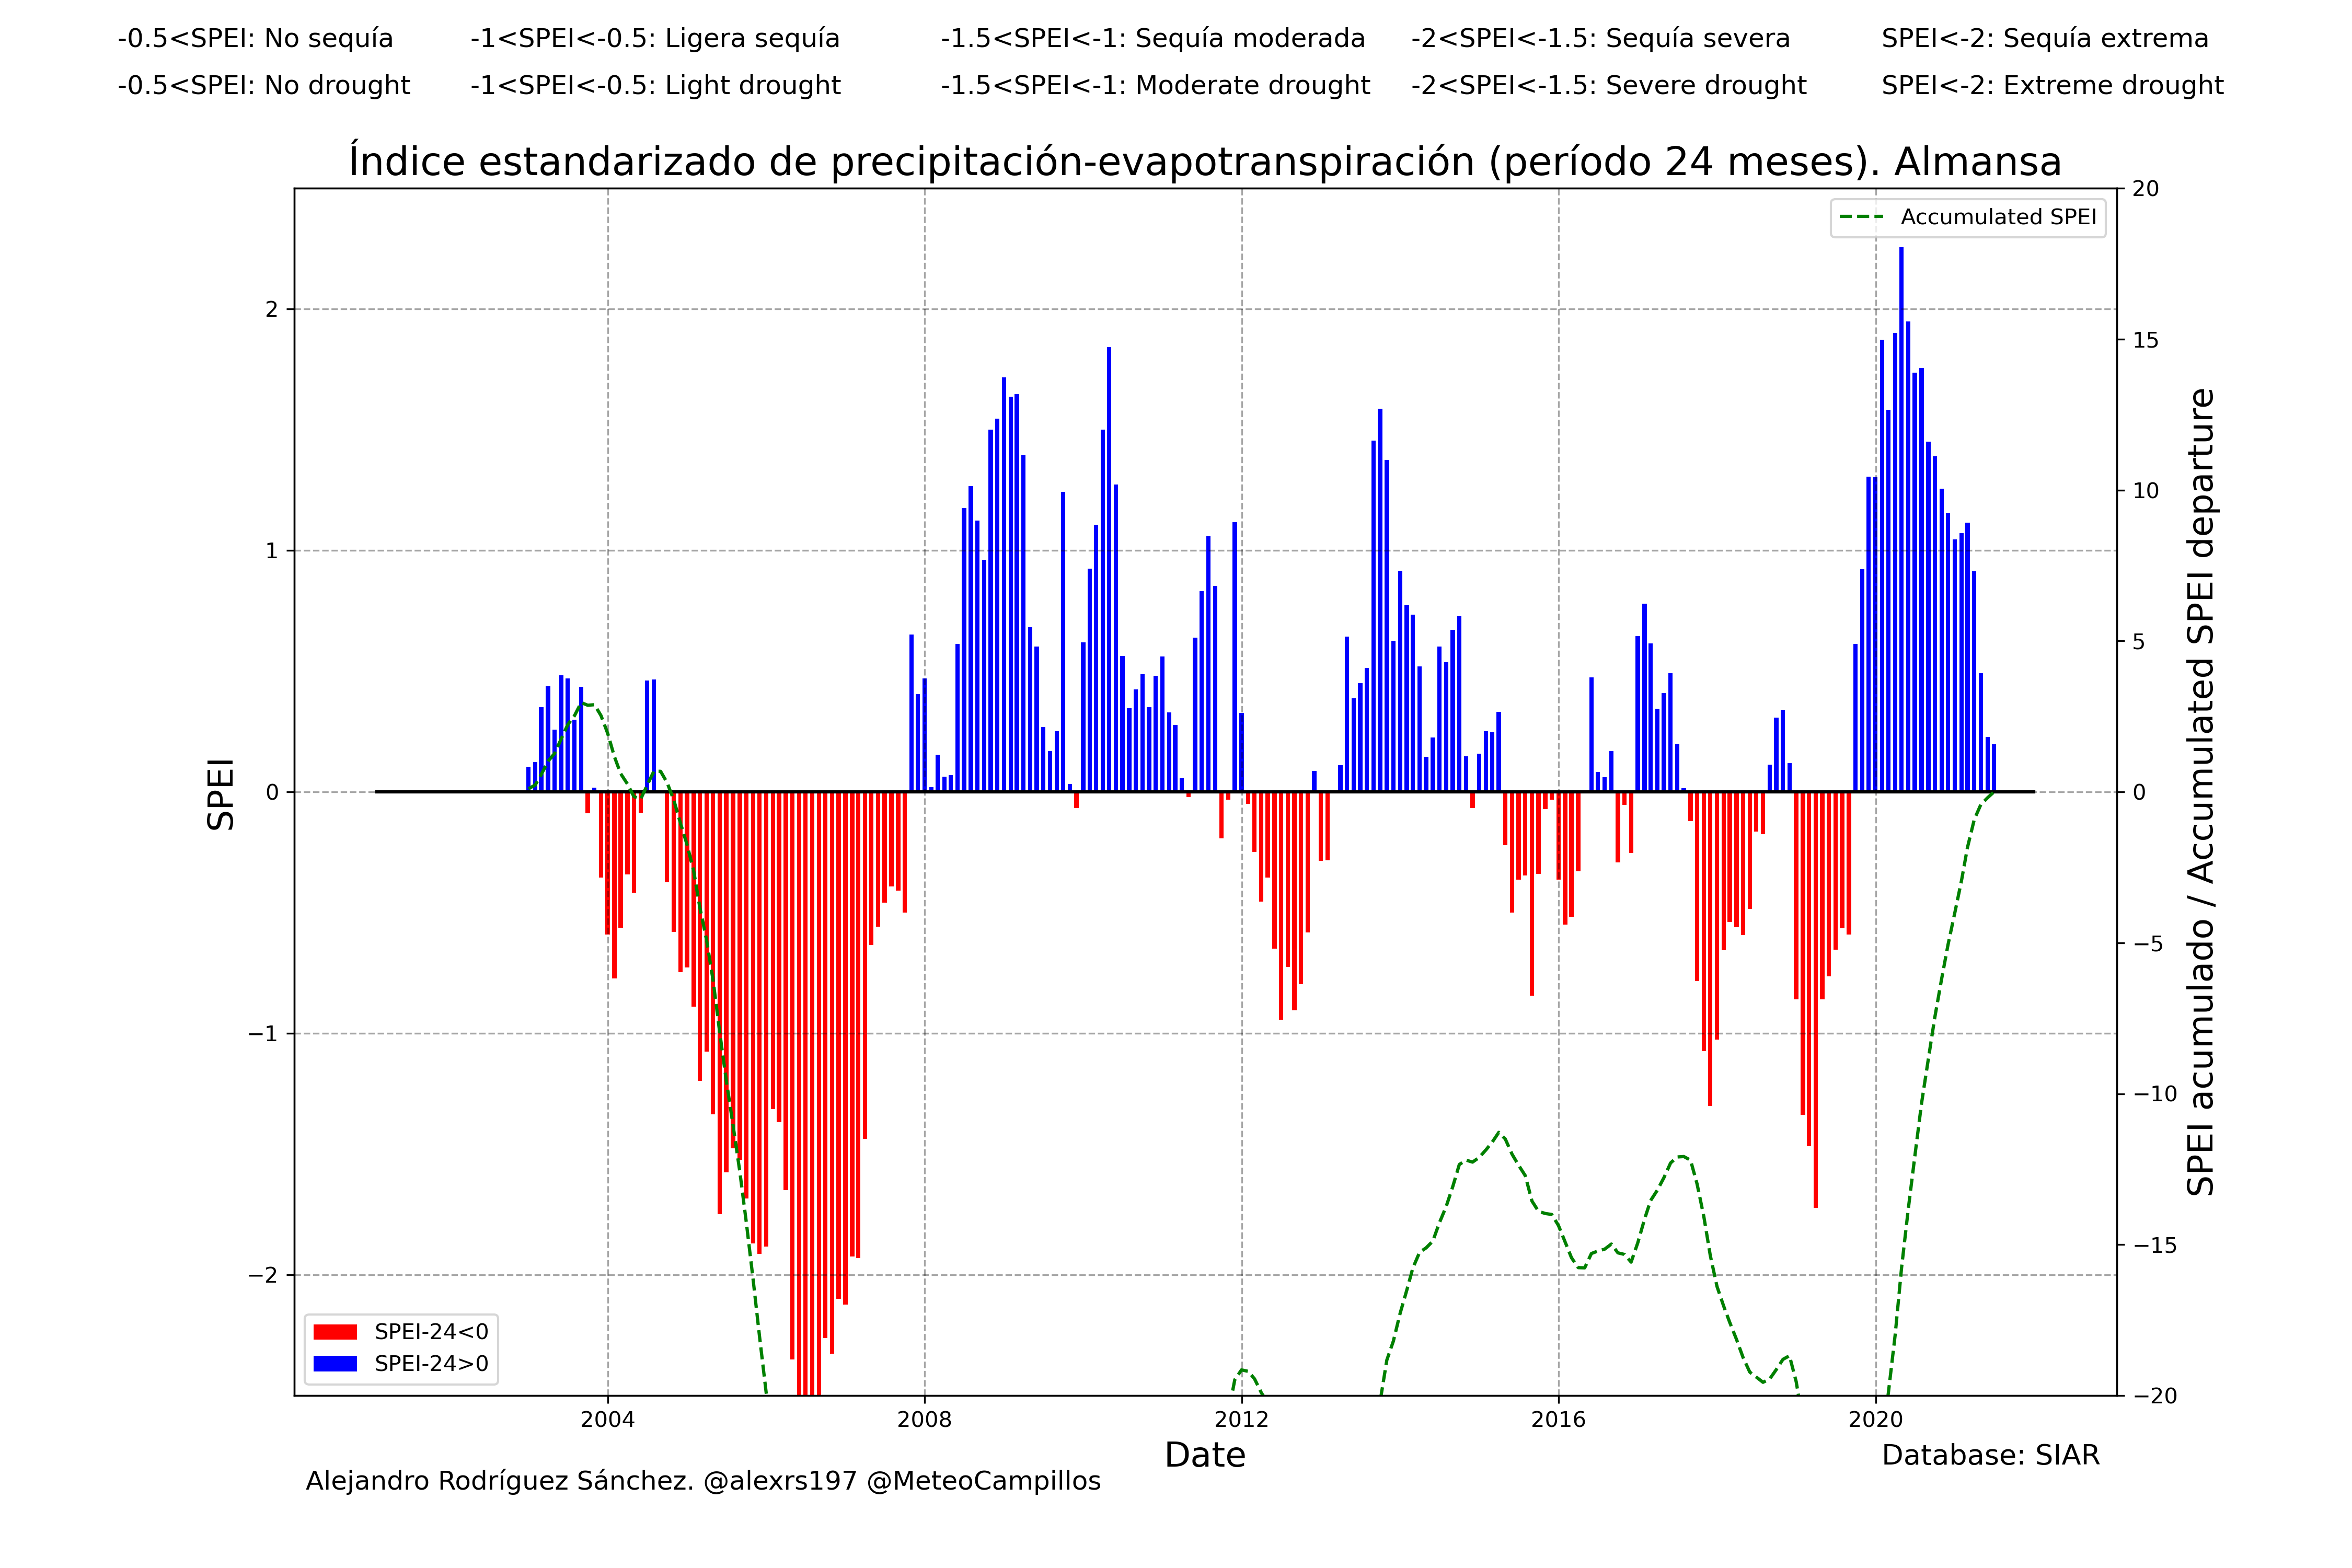 -0.5<SPEI: No sequía -1<SPEI<-0.5: Ligera sequía -1.5<SPEI<-1: Sequía moderada -2<SPEI<-1.5: Sequía severa SPEI<-2: Sequía extrema
-0.5<SPEI: No drought -1<SPEI<-0.5: Light drought -1.5<SPEI<-1: Moderate drought -2<SPEI<-1.5: Severe drought SPEI<-2: Extreme drought
Índice estandarizado de precipitación-evapotranspiración (período 24 meses). Almansa
Accumulated SPEI
SPEI
2
1
0
−1
−2
20
15
10
5
0
−5
−10
−15
−20
SPEI acumulado / Accumulated SPEI departure
SPEI-24<0
SPEI-24>0
2004 2008 2012 2016 2020
Date
Database: SIAR
Alejandro Rodríguez Sánchez. @alexrs197 @MeteoCampillos